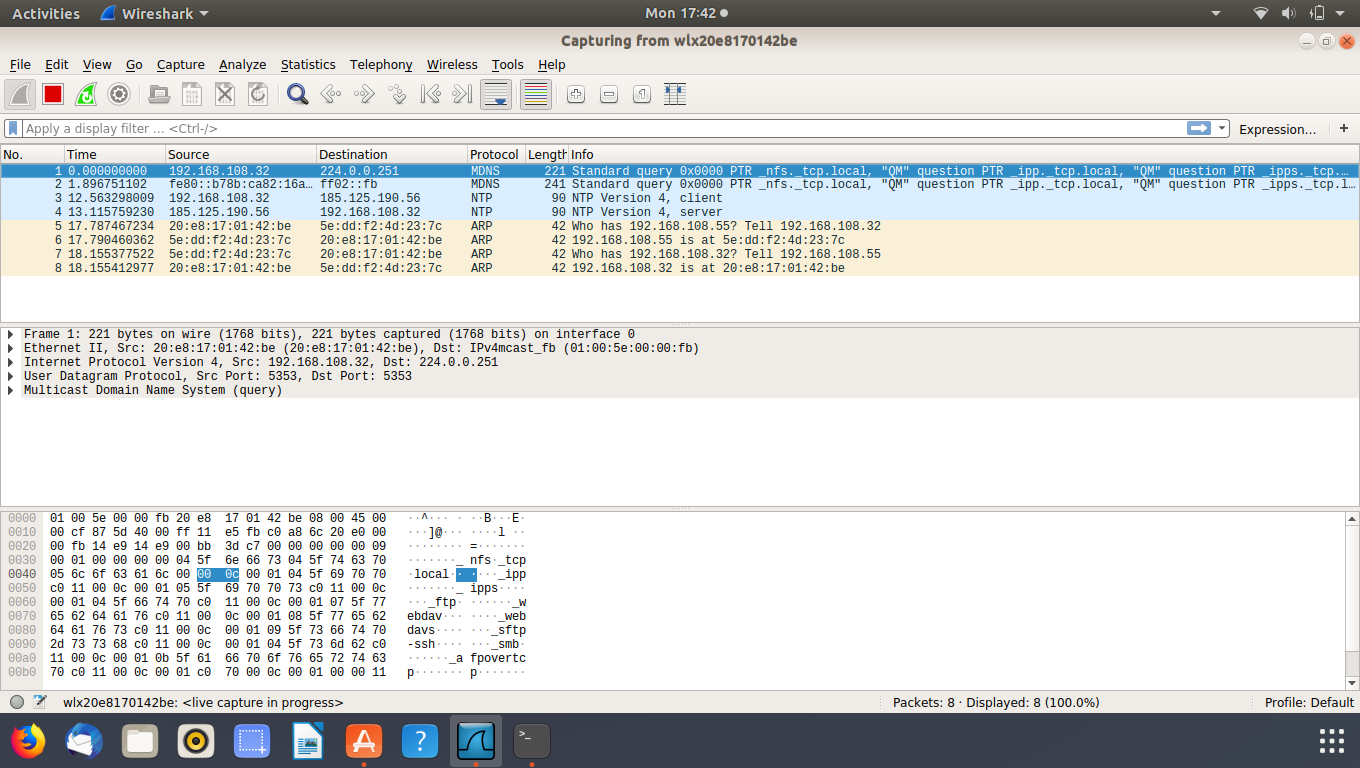 Activities Wireshark Mon 17:42
Capturing from wlx20e8170142be
File Edit View Go Capture Analyze Statistics Telephony Wireless Tools Help
Apply a display filter ... <Ctrl-/> Expression... +
No. Time Source Destination Protocol Length Info
1 0.000000000 192.168.108.32 224.0.0.251 MDNS 221 Standard query 0x0000 PTR _nfs._tcp.local, "QM" question PTR _ipp._tcp.local, "QM" question PTR _ipps._tcp.…
2 1.896751102 fe80::b78b:ca82:16a… ff02::fb MDNS 241 Standard query 0x0000 PTR _nfs._tcp.local, "QM" question PTR _ipp._tcp.local, "QM" question PTR _ipps._tcp.l…
3 12.563298009 192.168.108.32 185.125.190.56 NTP 90 NTP Version 4, client
4 13.115759230 185.125.190.56 192.168.108.32 NTP 90 NTP Version 4, server
5 17.787467234 20:e8:17:01:42:be 5e:dd:f2:4d:23:7c ARP 42 Who has 192.168.108.55? Tell 192.168.108.32
6 17.790460362 5e:dd:f2:4d:23:7c 20:e8:17:01:42:be ARP 42 192.168.108.55 is at 5e:dd:f2:4d:23:7c
7 18.155377522 5e:dd:f2:4d:23:7c 20:e8:17:01:42:be ARP 42 Who has 192.168.108.32? Tell 192.168.108.55
8 18.155412977 20:e8:17:01:42:be 5e:dd:f2:4d:23:7c ARP 42 192.168.108.32 is at 20:e8:17:01:42:be
Frame 1: 221 bytes on wire (1768 bits), 221 bytes captured (1768 bits) on interface 0
Ethernet II, Src: 20:e8:17:01:42:be (20:e8:17:01:42:be), Dst: IPv4mcast_fb (01:00:5e:00:00:fb)
Internet Protocol Version 4, Src: 192.168.108.32, Dst: 224.0.0.251
User Datagram Protocol, Src Port: 5353, Dst Port: 5353
Multicast Domain Name System (query)
0000 01 00 5e 00 00 fb 20 e8 17 01 42 be 08 00 45 00 ··^··· · ··B···E·
0010 00 cf 87 5d 40 00 ff 11 e5 fb c0 a8 6c 20 e0 00 ···]@··· ····l ··
0020 00 fb 14 e9 14 e9 00 bb 3d c7 00 00 00 00 00 09 ········ =·······
0030 00 01 00 00 00 00 04 5f 6e 66 73 04 5f 74 63 70 ·······_ nfs·_tcp
0040 05 6c 6f 63 61 6c 00 00 0c 00 01 04 5f 69 70 70 ·local·· ····_ipp
0050 c0 11 00 0c 00 01 05 5f 69 70 70 73 c0 11 00 0c ·······_ ipps····
0060 00 01 04 5f 66 74 70 c0 11 00 0c 00 01 07 5f 77 ···_ftp· ······_w
0070 65 62 64 61 76 c0 11 00 0c 00 01 08 5f 77 65 62 ebdav··· ····_web
0080 64 61 76 73 c0 11 00 0c 00 01 09 5f 73 66 74 70 davs···· ···_sftp
0090 2d 73 73 68 c0 11 00 0c 00 01 04 5f 73 6d 62 c0 -ssh···· ···_smb·
00a0 11 00 0c 00 01 0b 5f 61 66 70 6f 76 65 72 74 63 ······_a fpovertc
00b0 70 c0 11 00 0c 00 01 c0 70 00 0c 00 01 00 00 11 p······· p·······
wlx20e8170142be: <live capture in progress> Packets: 8 · Displayed: 8 (100.0%) Profile: Default